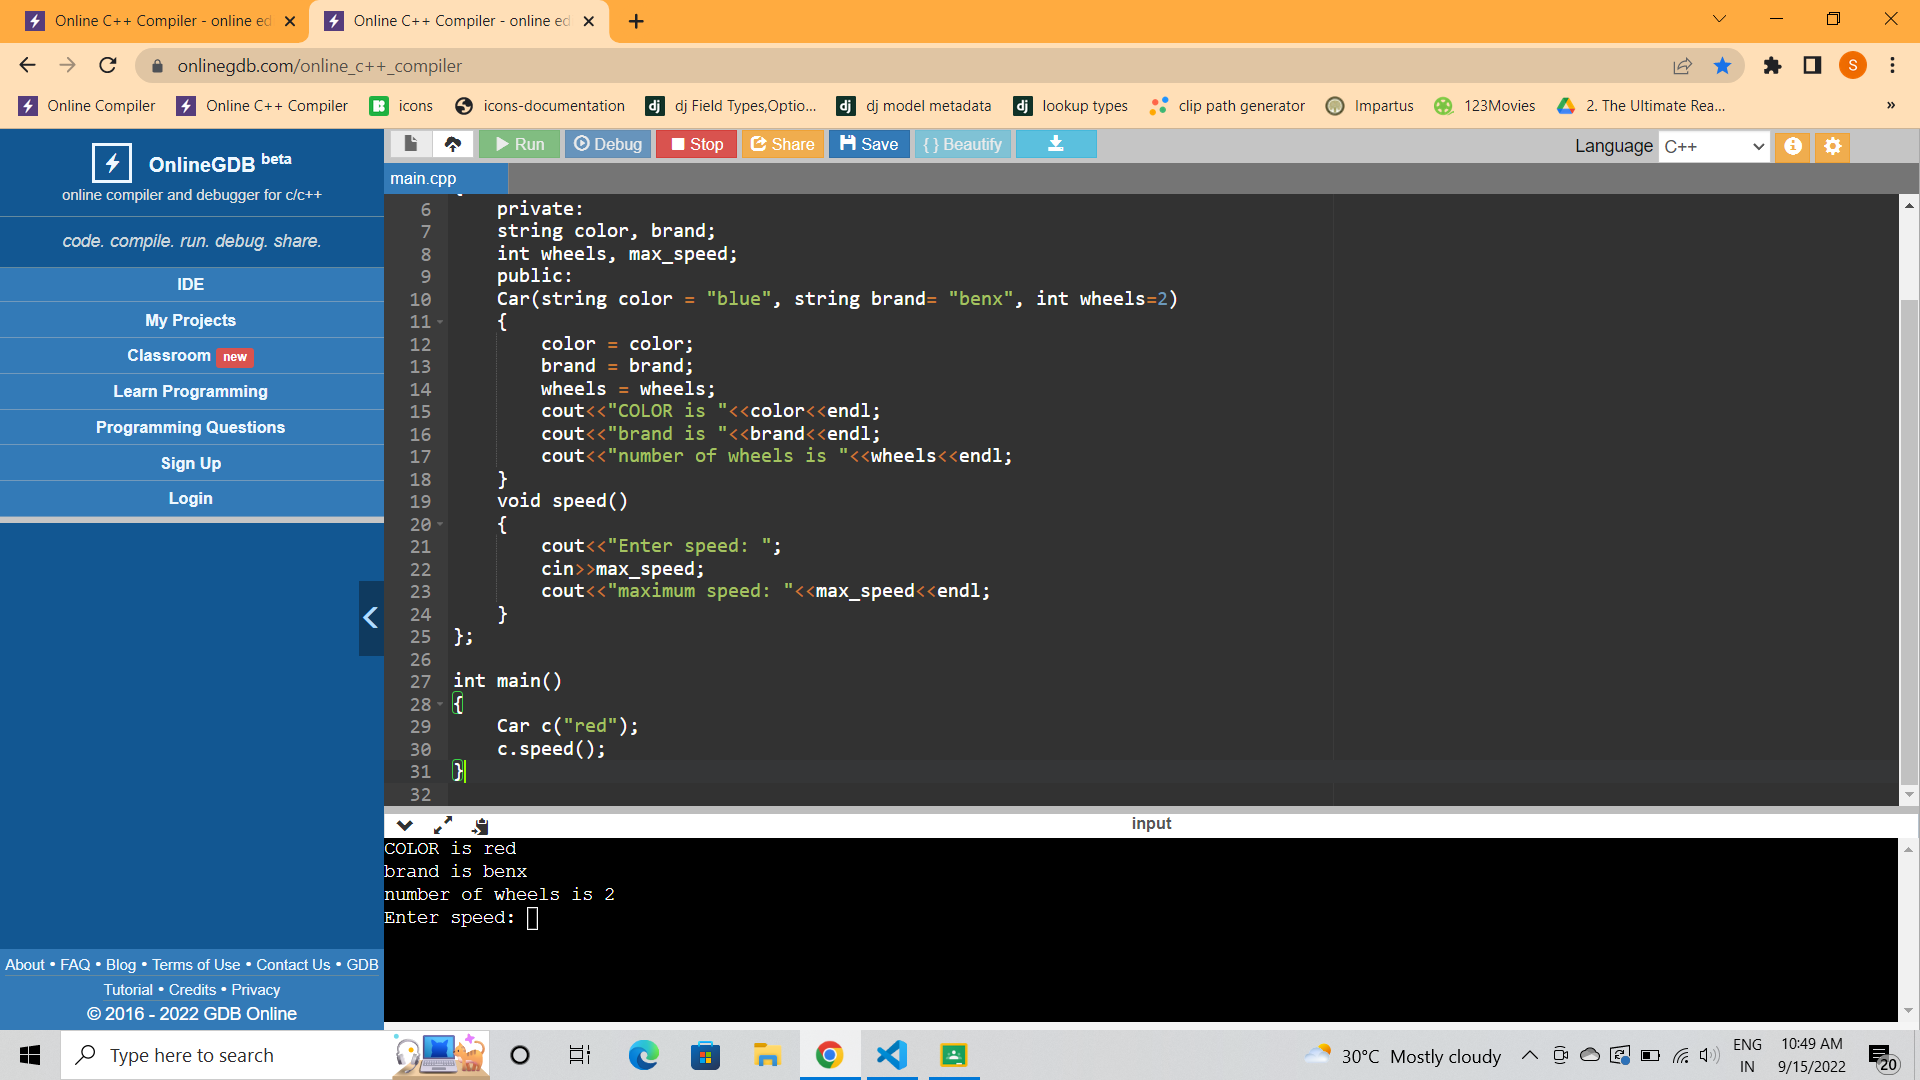 Online C++ Compiler - online ed
Online C++ Compiler - online ed
onlinegdb.com/online_c++_compiler
S
Online Compiler
Online C++ Compiler
icons
icons-documentation
dj
dj Field Types,Optio...
dj
dj model metadata
dj
lookup types
clip path generator
Impartus
123Movies
2. The Ultimate Rea...
»
OnlineGDB beta
online compiler and debugger for c/c++
code. compile. run. debug. share.
IDE
My Projects
Classroom new
Learn Programming
Programming Questions
Sign Up
Login
About • FAQ • Blog • Terms of Use • Contact Us • GDB
Tutorial • Credits • Privacy
© 2016 - 2022 GDB Online
Run
Debug
Stop
Share
Save
{ } Beautify
Language
C++
main.cpp
6 private:
7 string color, brand;
8 int wheels, max_speed;
9 public:
10 Car(string color = "blue", string brand= "benx", int wheels=2)
11 {
12 color = color;
13 brand = brand;
14 wheels = wheels;
15 cout<<"COLOR is "<<color<<endl;
16 cout<<"brand is "<<brand<<endl;
17 cout<<"number of wheels is "<<wheels<<endl;
18 }
19 void speed()
20 {
21 cout<<"Enter speed: ";
22 cin>>max_speed;
23 cout<<"maximum speed: "<<max_speed<<endl;
24 }
25 };
26
27 int main()
28 {
29 Car c("red");
30 c.speed();
31 }
32
input
COLOR is red
brand is benx
number of wheels is 2
Enter speed:
Type here to search
30°C Mostly cloudy
ENG
IN
10:49 AM
9/15/2022
20